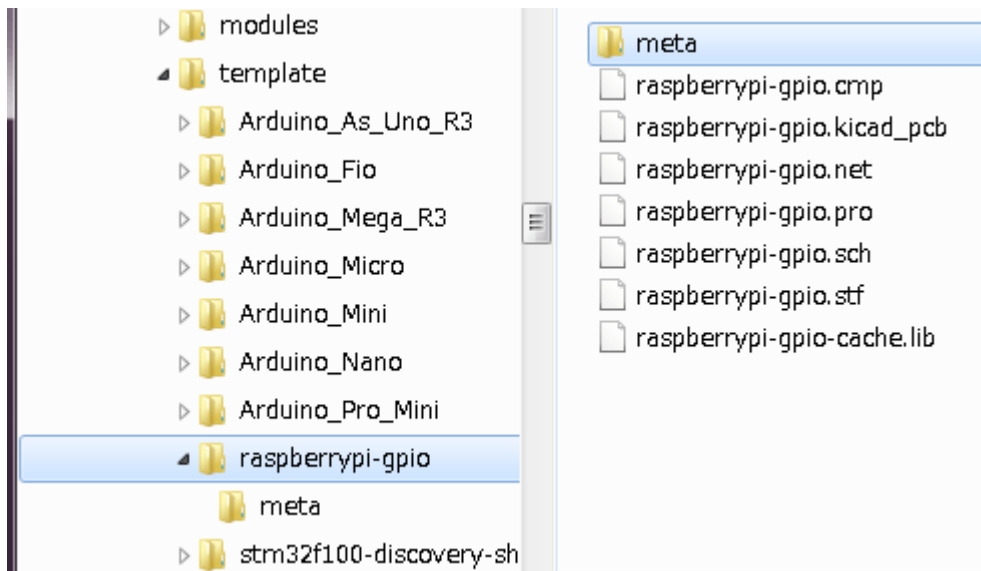 modules
template
Arduino_As_Uno_R3
Arduino_Fio
Arduino_Mega_R3
Arduino_Micro
Arduino_Mini
Arduino_Nano
Arduino_Pro_Mini
raspberrypi-gpio
meta
stm32f100-discovery-sh
meta
raspberrypi-gpio.cmp
raspberrypi-gpio.kicad_pcb
raspberrypi-gpio.net
raspberrypi-gpio.pro
raspberrypi-gpio.sch
raspberrypi-gpio.stf
raspberrypi-gpio-cache.lib